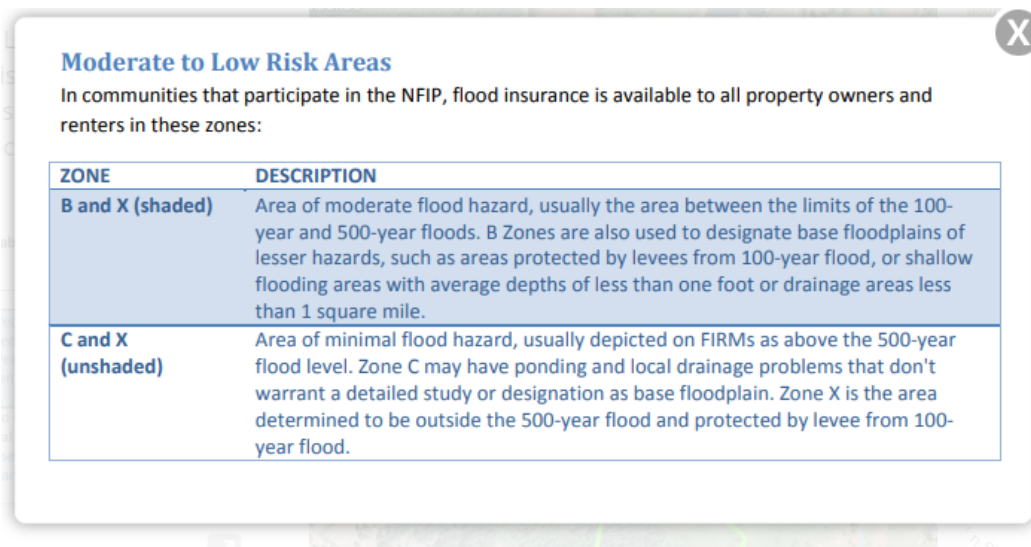 X
Moderate to Low Risk Areas
In communities that participate in the NFIP, flood insurance is available to all property owners and
renters in these zones:
ZONE DESCRIPTION
B and X (shaded) Area of moderate flood hazard, usually the area between the limits of the 100-
year and 500-year floods. B Zones are also used to designate base floodplains of
lesser hazards, such as areas protected by levees from 100-year flood, or shallow
flooding areas with average depths of less than one foot or drainage areas less
than 1 square mile.
C and X Area of minimal flood hazard, usually depicted on FIRMs as above the 500-year
(unshaded) flood level. Zone C may have ponding and local drainage problems that don't
warrant a detailed study or designation as base floodplain. Zone X is the area
determined to be outside the 500-year flood and protected by levee from 100-
year flood.